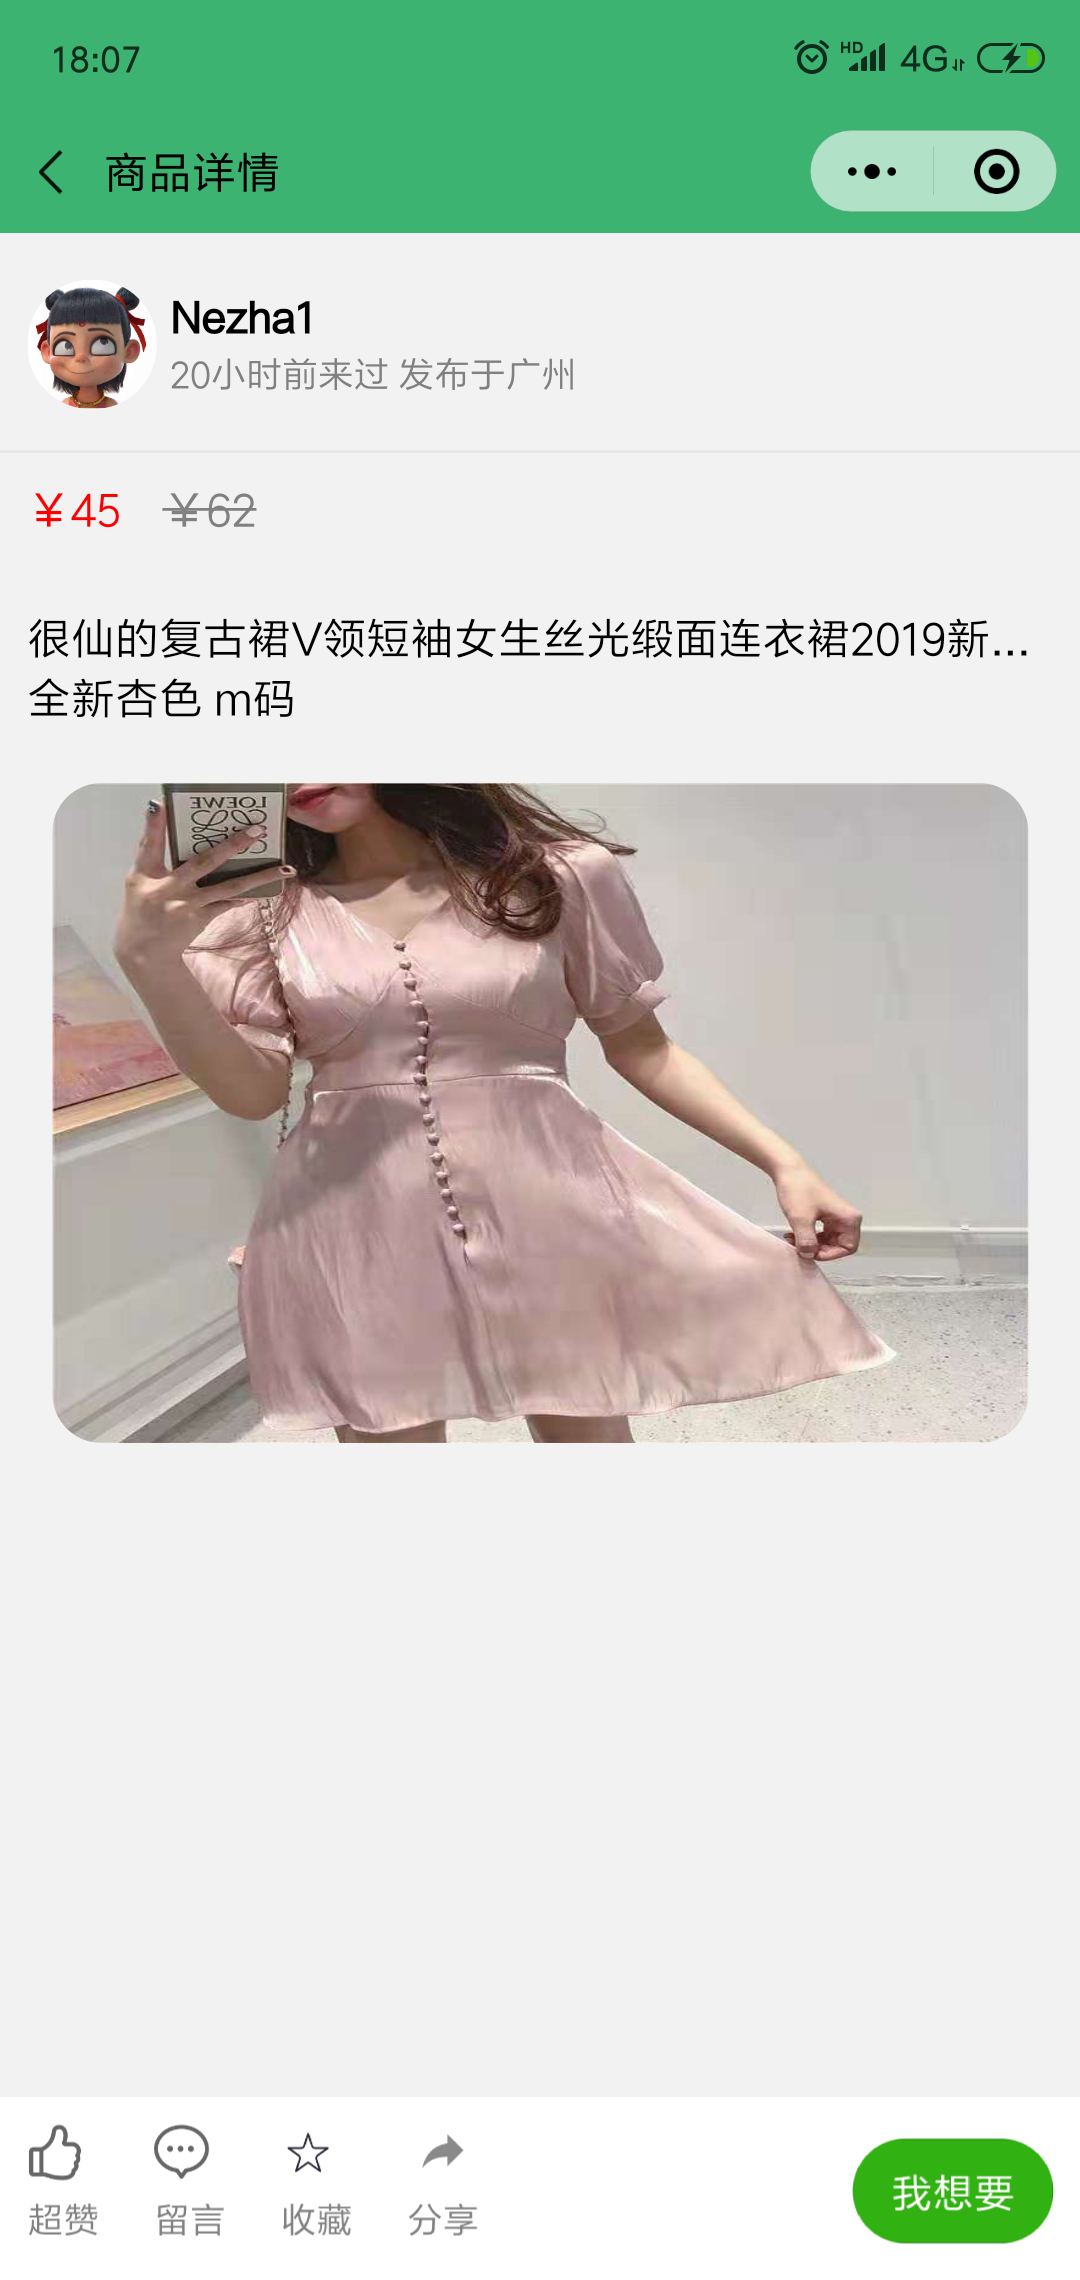 18:07
HD 4G
商品详情
Nezha1
20小时前来过 发布于广州
￥45 ￥62
很仙的复古裙V领短袖女生丝光缎面连衣裙2019新...
全新杏色 m码
LOEWE
超赞 留言 收藏 分享
我想要